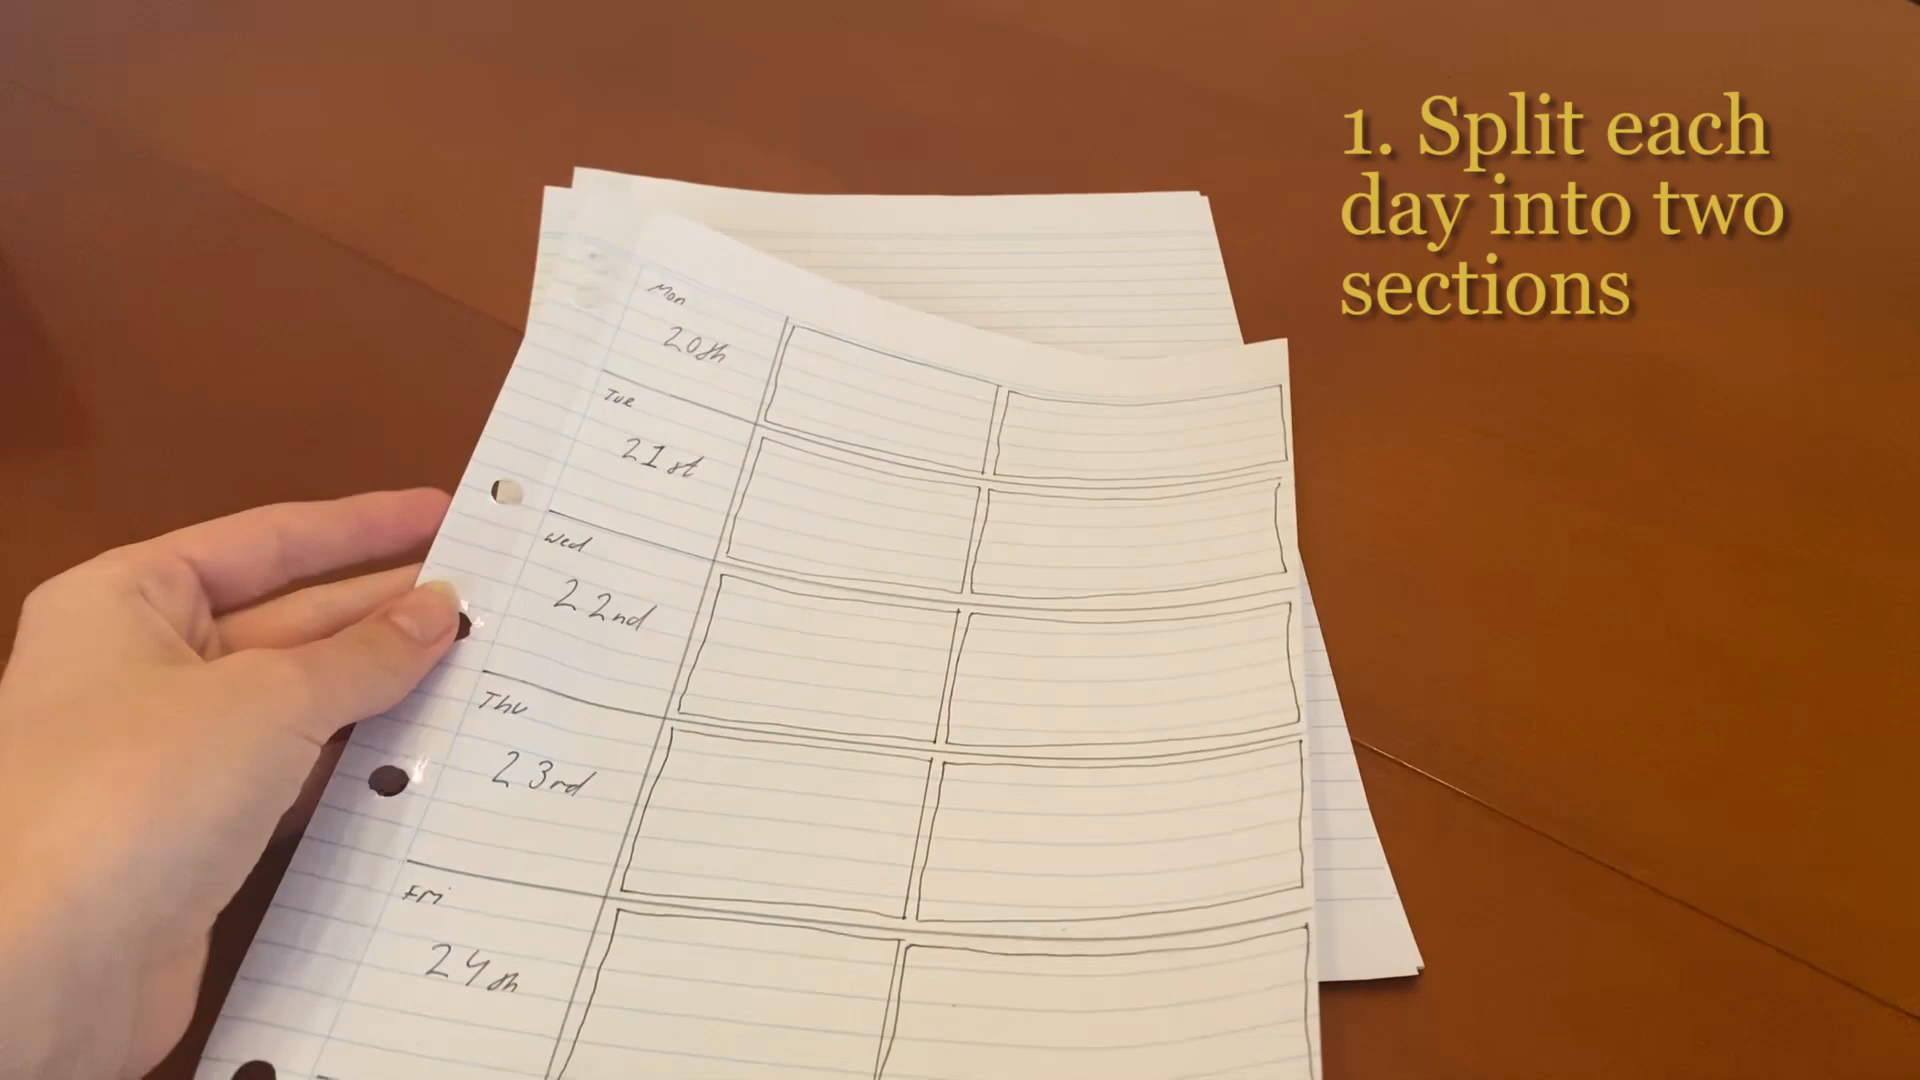 1. Split each
day into two
sections
Mon
20th
Tue
21st
Wed
22nd
Thu
23rd
Fri
24th